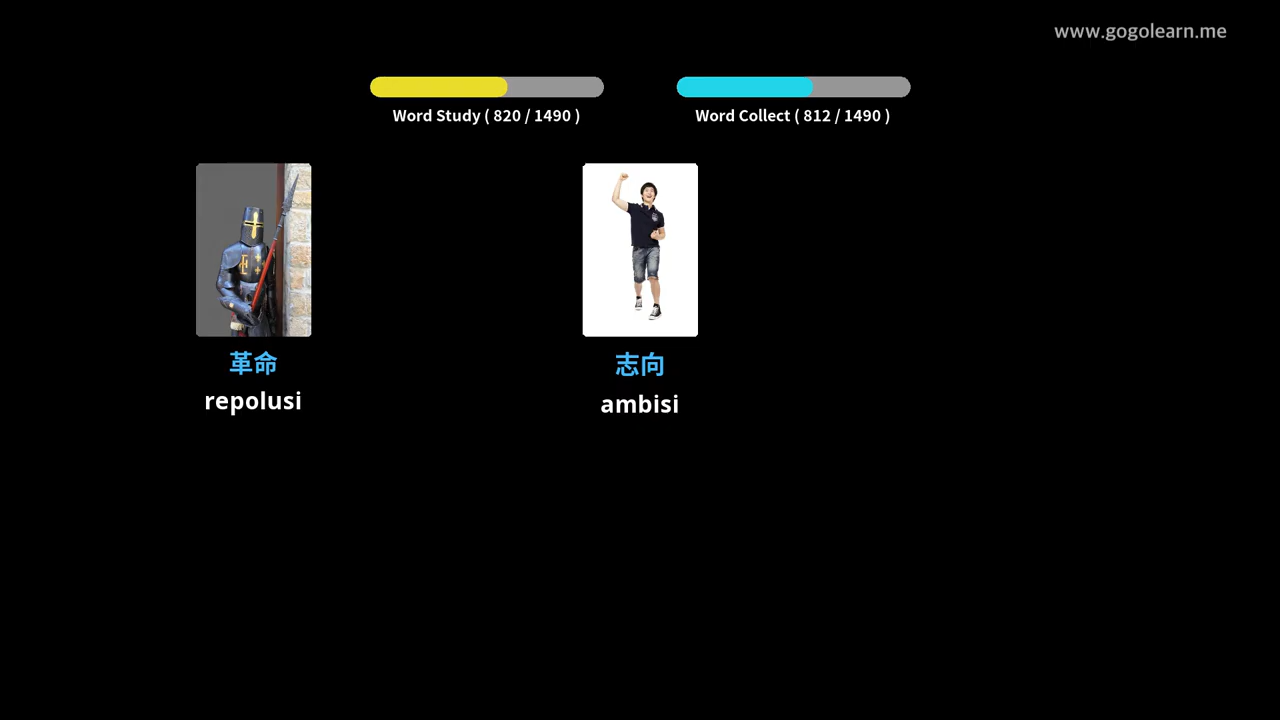 www.gogolearn.me
Word Study ( 820 / 1490 )
Word Collect ( 812 / 1490 )
革命
repolusi
志向
ambisi